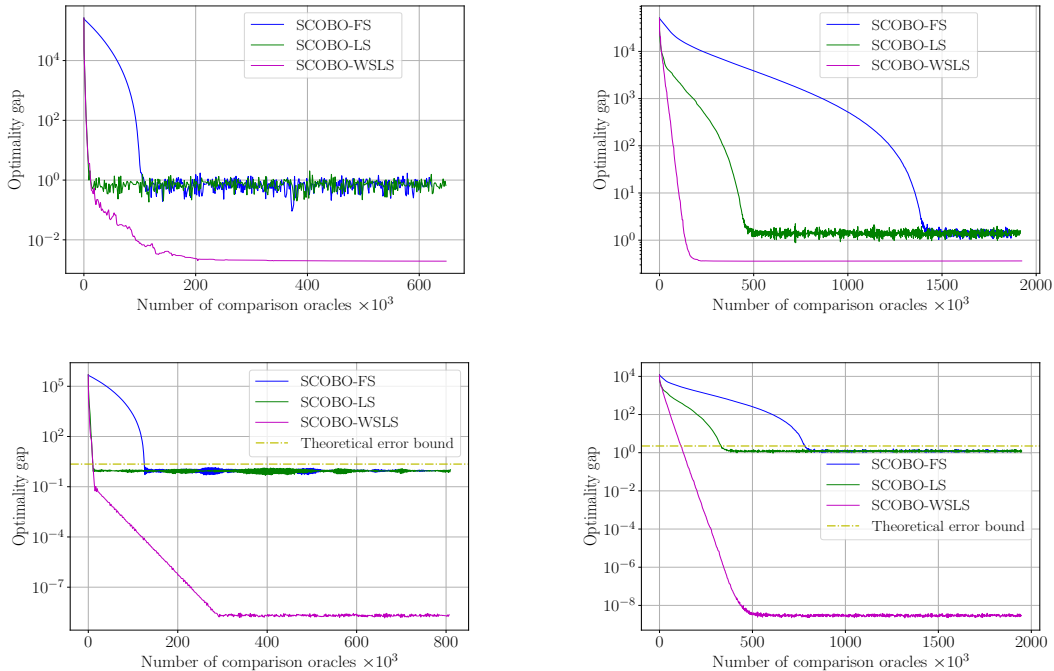 SCOBO-FS
SCOBO-LS
SCOBO-WSLS
10^4
10^2
10^0
10^−2
Optimality gap
0 200 400 600
Number of comparison oracles ×10^3
SCOBO-FS
SCOBO-LS
SCOBO-WSLS
10^4
10^3
10^2
10^1
10^0
Optimality gap
0 500 1000 1500 2000
Number of comparison oracles ×10^3
SCOBO-FS
SCOBO-LS
SCOBO-WSLS
Theoretical error bound
10^5
10^2
10^−1
10^−4
10^−7
Optimality gap
0 200 400 600 800
Number of comparison oracles ×10^3
10^4
10^2
10^0
10^−2
10^−4
10^−6
10^−8
Optimality gap
SCOBO-FS
SCOBO-LS
SCOBO-WSLS
Theoretical error bound
0 500 1000 1500 2000
Number of comparison oracles ×10^3